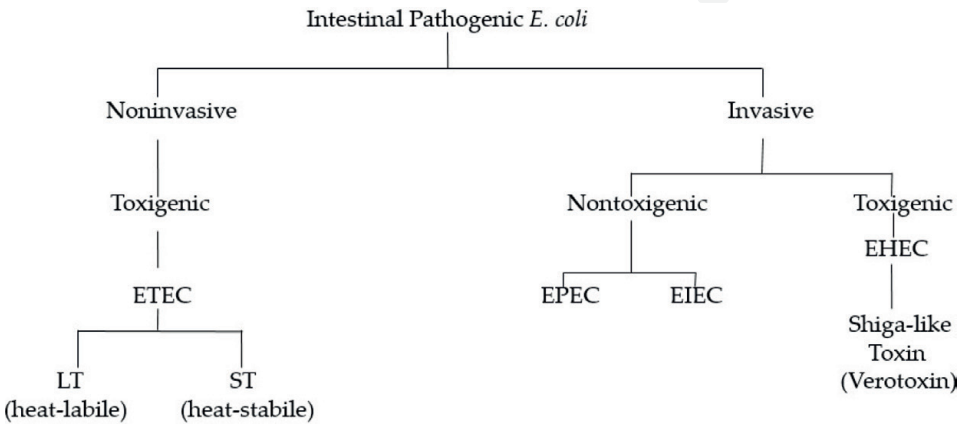 Intestinal Pathogenic E. coli
Noninvasive
Invasive
Toxigenic
Nontoxigenic
Toxigenic
EHEC
ETEC
EPEC
EIEC
Shiga-like
Toxin
(Verotoxin)
LT
(heat-labile)
ST
(heat-stabile)